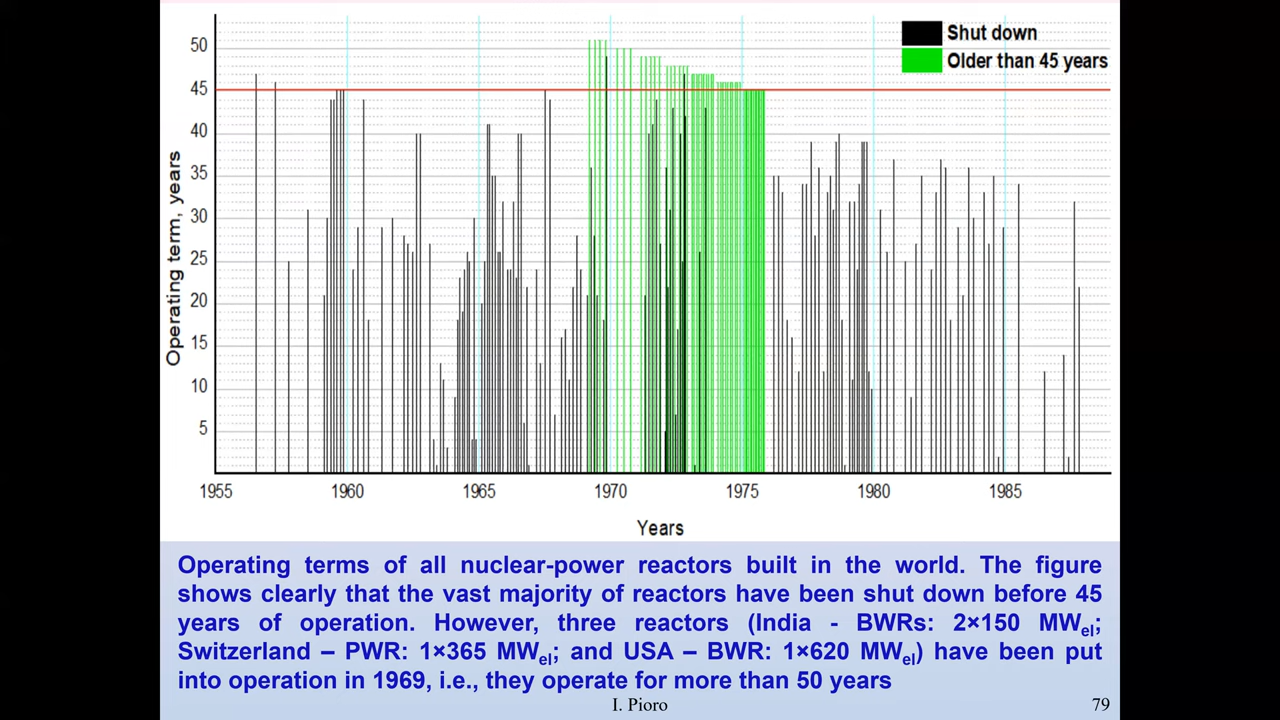 Shut down
Older than 45 years
50
45
40
35
30
25
20
15
10
5
Operating term, years
1955 1960 1965 1970 1975 1980 1985
Years
Operating terms of all nuclear-power reactors built in the world. The figure
shows clearly that the vast majority of reactors have been shut down before 45
years of operation. However, three reactors (India - BWRs: 2×150 MWel;
Switzerland – PWR: 1×365 MWel; and USA – BWR: 1×620 MWel) have been put
into operation in 1969, i.e., they operate for more than 50 years
I. Pioro
79